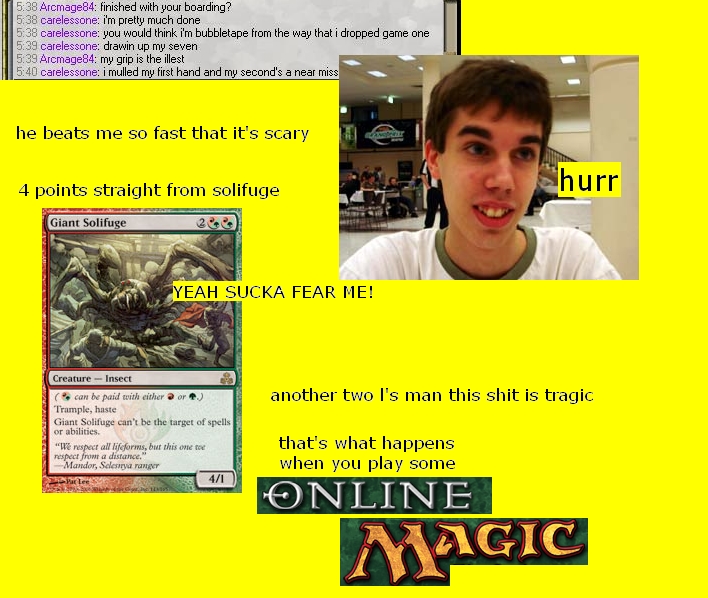 5:38 Arcmage84: finished with your boarding?
5:38 carelessone: i'm pretty much done
5:38 carelessone: you would think i'm bubbletape from the way that i dropped game one
5:39 carelessone: drawin up my seven
5:39 Arcmage84: my grip is the illest
5:40 carelessone: i mulled my first hand and my second's a near miss
he beats me so fast that it's scary
hurr
4 points straight from solifuge
Giant Solifuge 2
YEAH SUCKA FEAR ME!
Creature — Insect
( can be paid with either or .)
Trample, haste
Giant Solifuge can't be the target of spells
or abilities.
"We respect all lifeforms, but this one we
respect from a distance."
—Mandor, Selesnya ranger
4/1
Pat Lee
another two l's man this shit is tragic
that's what happens
when you play some
ONLINE
MAGIC